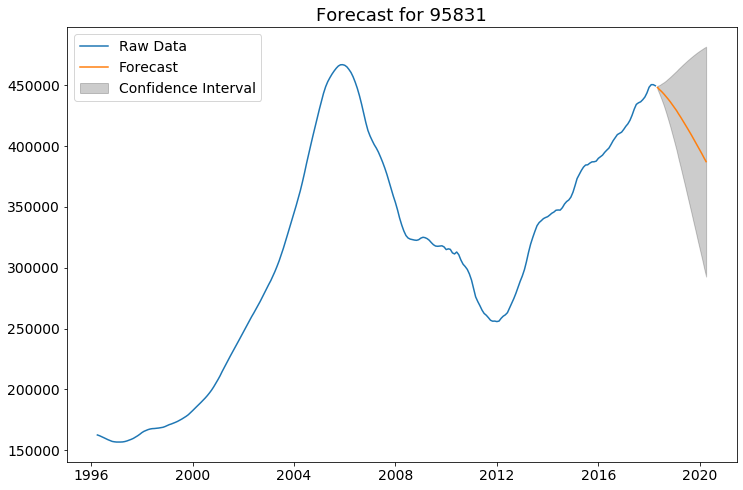 Forecast for 95831
Raw Data
Forecast
Confidence Interval
450000
400000
350000
300000
250000
200000
150000
1996 2000 2004 2008 2012 2016 2020